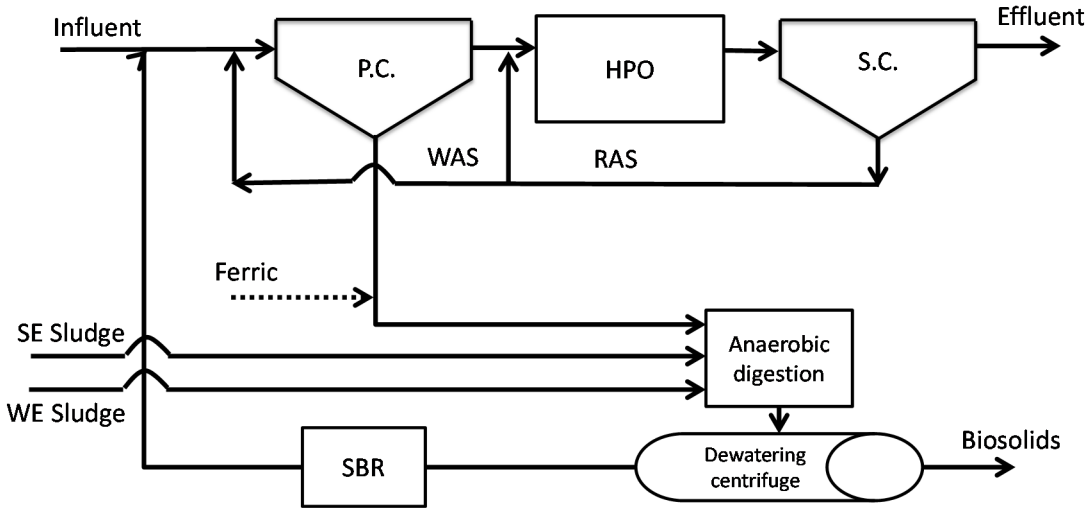 Influent
Effluent
P.C.
HPO
S.C.
WAS
RAS
Ferric
SE Sludge
Anaerobic
digestion
WE Sludge
SBR
Dewatering
centrifuge
Biosolids